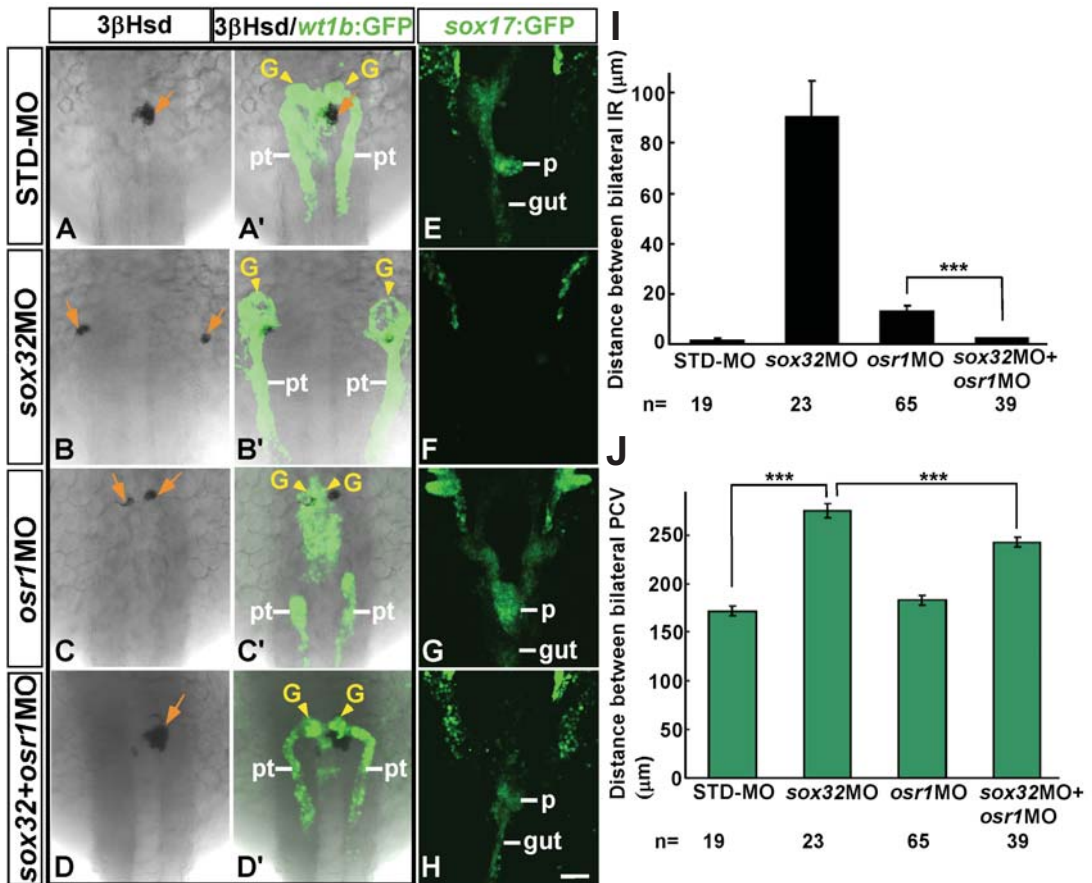 3βHsd
3βHsd/wt1b:GFP
sox17:GFP
STD-MO
G G
pt pt
p
gut
A A' E
sox32MO
G G
pt pt
B B' F
osr1MO
G G
pt pt
p
gut
C C' G
sox32+osr1MO
G G
pt pt
p
gut
D D' H
I
Distance between bilateral IR (μm)
100
80
60
40
20
0
***
STD-MO sox32MO osr1MO sox32MO+
osr1MO
n= 19 23 65 39
J
Distance between bilateral PCV
(μm)
250
200
150
100
50
0
*** ***
STD-MO sox32MO osr1MO sox32MO+
osr1MO
n= 19 23 65 39